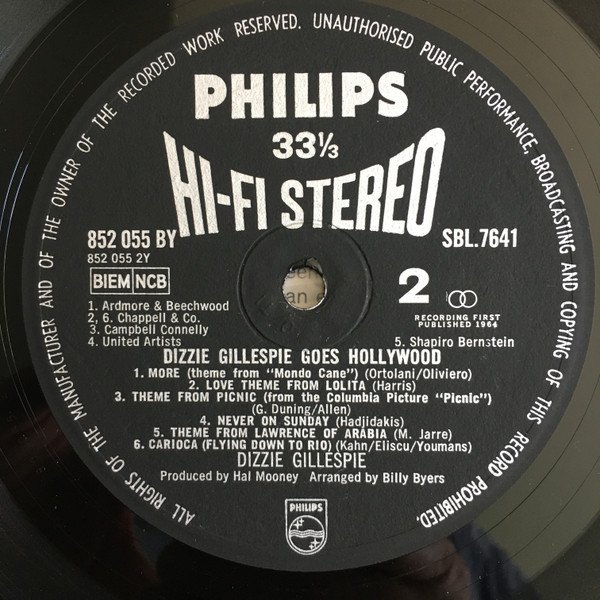 ALL RIGHTS OF THE MANUFACTURER AND OF THE OWNER OF THE RECORDED WORK RESERVED. UNAUTHORISED PUBLIC PERFORMANCE, BROADCASTING AND COPYING OF THIS RECORD PROHIBITED.
PHILIPS
33⅓
HI-FI STEREO
852 055 BY
SBL.7641
852 055 2Y
BIEM NCB
2
RECORDING FIRST
PUBLISHED 1964
1. Ardmore & Beechwood
2, 6. Chappell & Co.
3. Campbell Connelly
4. United Artists
5. Shapiro Bernstein
DIZZIE GILLESPIE GOES HOLLYWOOD
1. MORE (theme from "Mondo Cane") (Ortolani/Oliviero)
2. LOVE THEME FROM LOLITA (Harris)
3. THEME FROM PICNIC (from the Columbia Picture "Picnic")
(G. Duning/Allen)
4. NEVER ON SUNDAY (Hadjidakis)
5. THEME FROM LAWRENCE OF ARABIA (M. Jarre)
6. CARIOCA (FLYING DOWN TO RIO) (Kahn/Eliscu/Youmans)
DIZZIE GILLESPIE
Produced by Hal Mooney Arranged by Billy Byers
PHILIPS